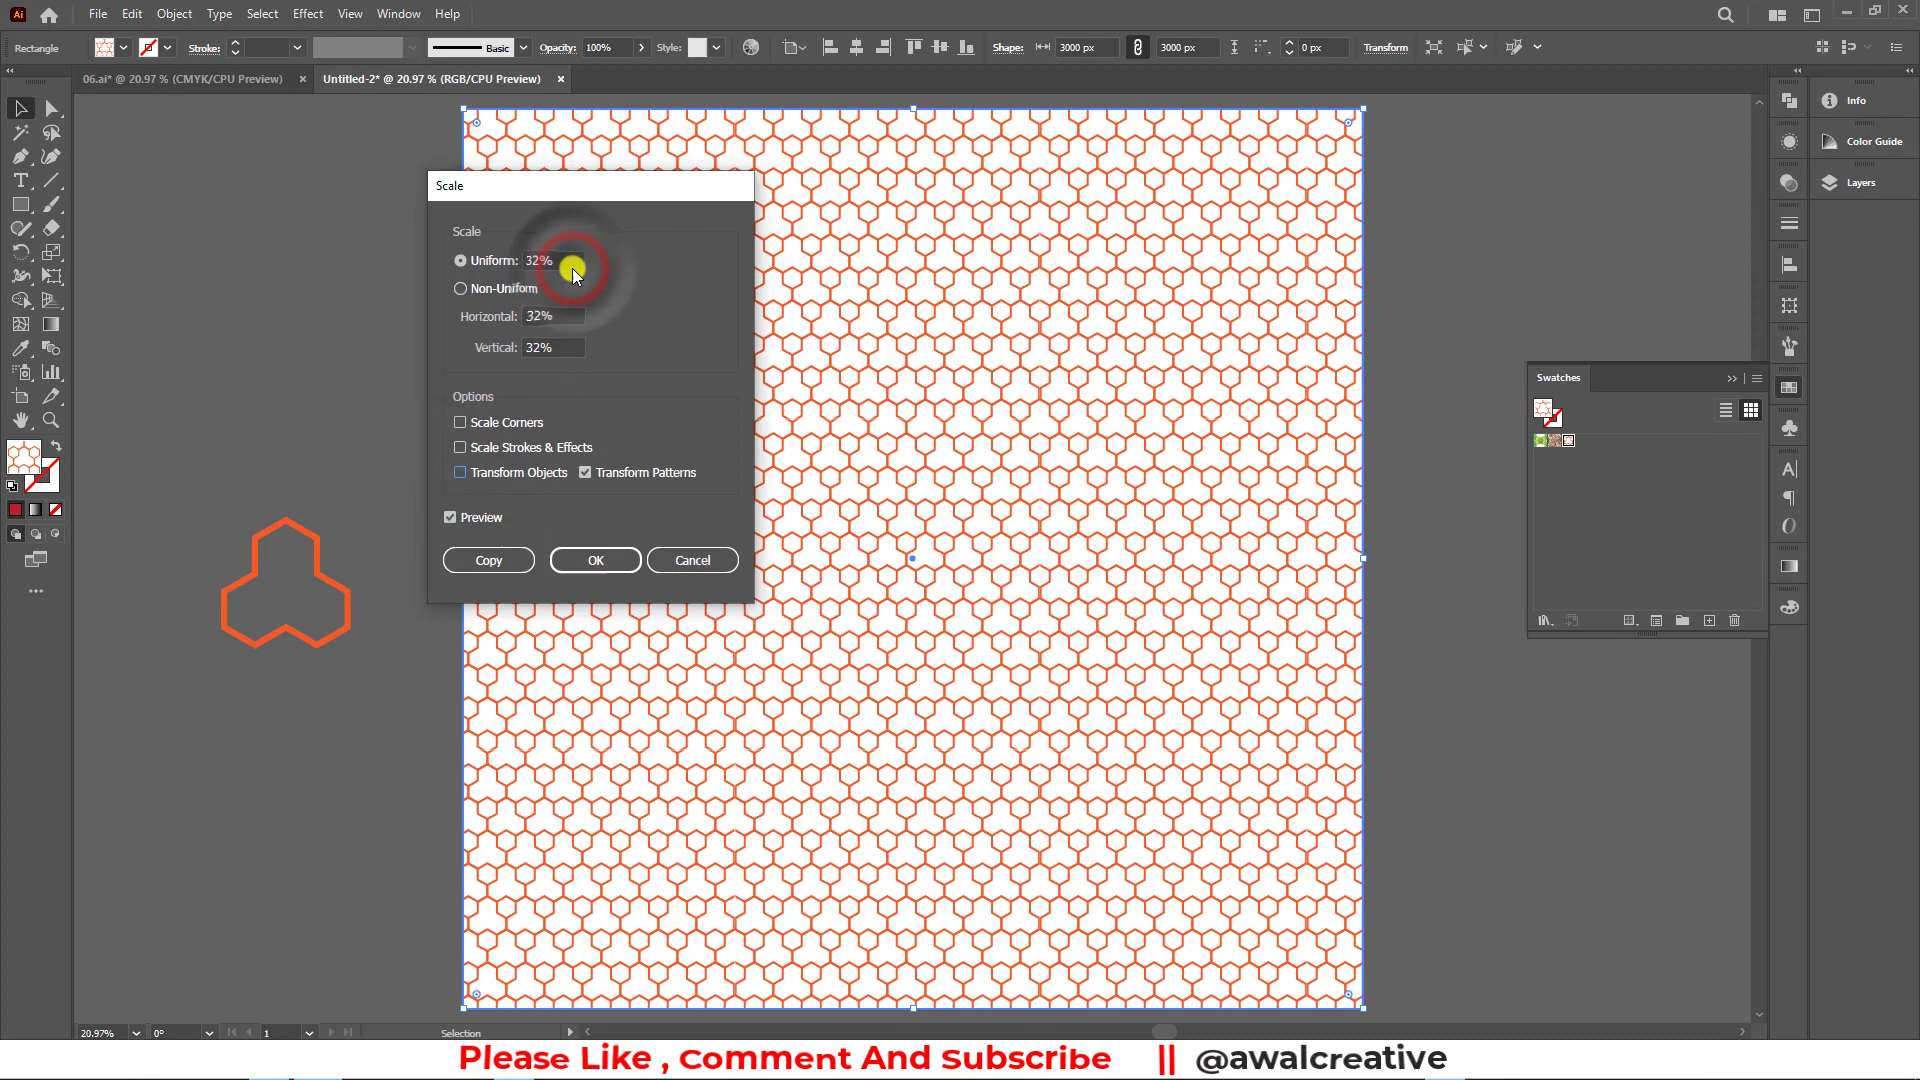 Ai File Edit Object Type Select Effect View Window Help
Rectangle Stroke: Basic Opacity: 100% Style: Shape: 3000 px 3000 px 0 px Transform
06.ai* @ 20.97 % (CMYK/CPU Preview) × Untitled-2* @ 20.97 % (RGB/CPU Preview) ×
Info
Color Guide
Layers
Scale
Scale
Uniform: 32%
Non-Uniform
Horizontal: 32%
Vertical: 32%
Options
Scale Corners
Scale Strokes & Effects
Transform Objects Transform Patterns
Preview
Copy OK Cancel
Swatches
20.97% 0° 1 Selection
Please Like , Comment And Subscribe || @awalcreative